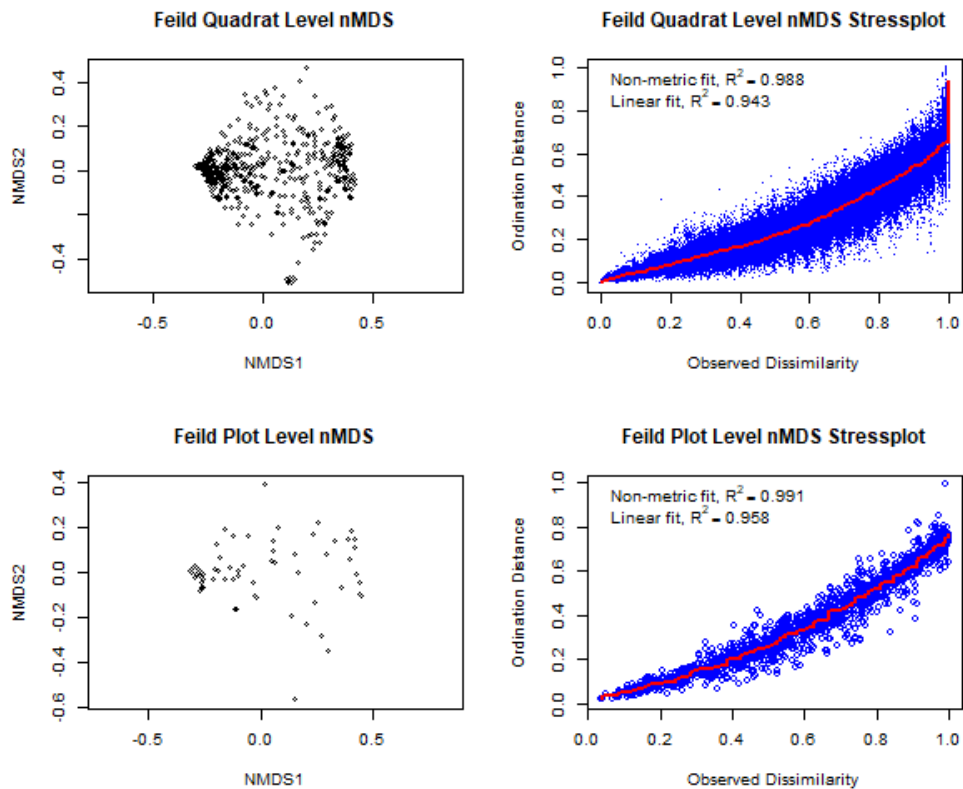 Feild Quadrat Level nMDS
NMDS2
0.4
0.2
0.0
-0.4
-0.5
0.0
0.5
NMDS1
Feild Quadrat Level nMDS Stressplot
Non-metric fit, R² = 0.988
Linear fit, R² = 0.943
Ordination Distance
1.0
0.8
0.6
0.4
0.2
0.0
0.0 0.2 0.4 0.6 0.8 1.0
Observed Dissimilarity
Feild Plot Level nMDS
NMDS2
0.4
0.2
0.0
-0.2
-0.4
-0.6
-0.5
0.0
0.5
NMDS1
Feild Plot Level nMDS Stressplot
Non-metric fit, R² = 0.991
Linear fit, R² = 0.958
Ordination Distance
1.0
0.8
0.6
0.4
0.2
0.0
0.0 0.2 0.4 0.6 0.8 1.0
Observed Dissimilarity